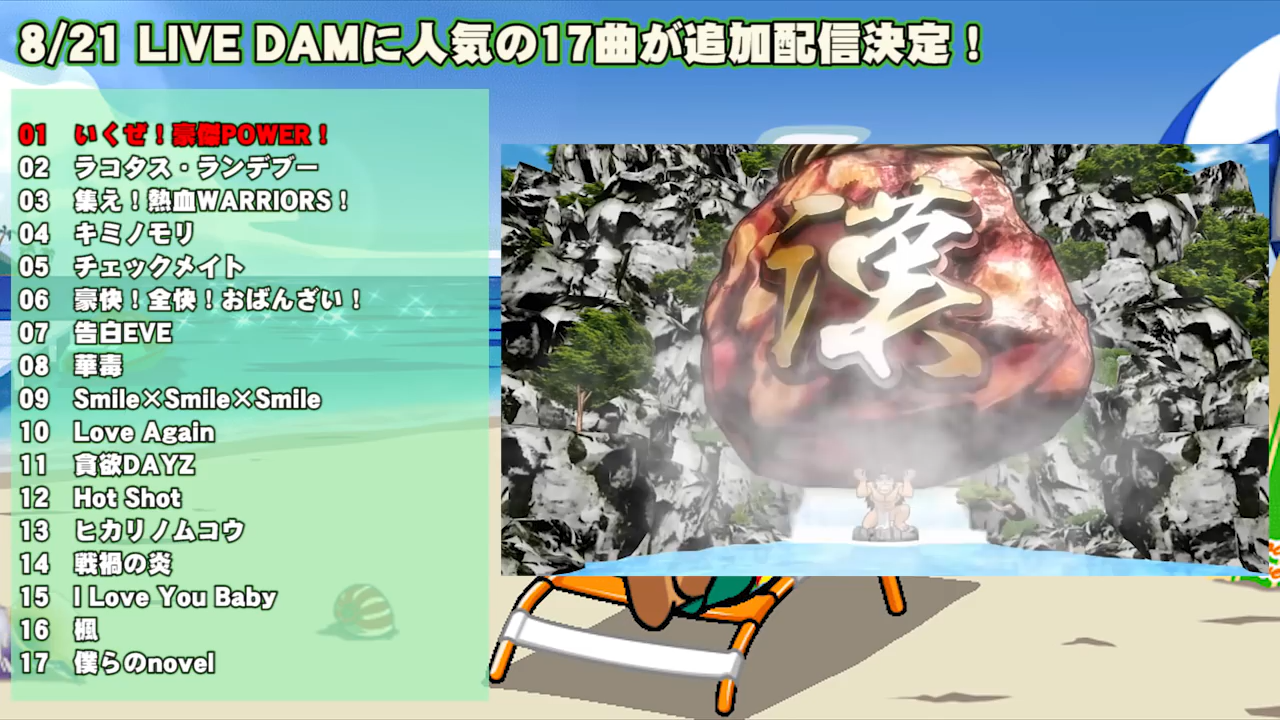 8/21 LIVE DAMに人気の17曲が追加配信決定！
01 いくぜ！豪傑POWER！
02 ラコタス・ランデブー
03 集え！熱血WARRIORS！
04 キミノモリ
05 チェックメイト
06 豪快！全快！おばんざい！
07 告白EVE
08 華毒
09 Smile×Smile×Smile
10 Love Again
11 貪欲DAYZ
12 Hot Shot
13 ヒカリノムコウ
14 戦禍の炎
15 I Love You Baby
16 楓
17 僕らのnovel
漢